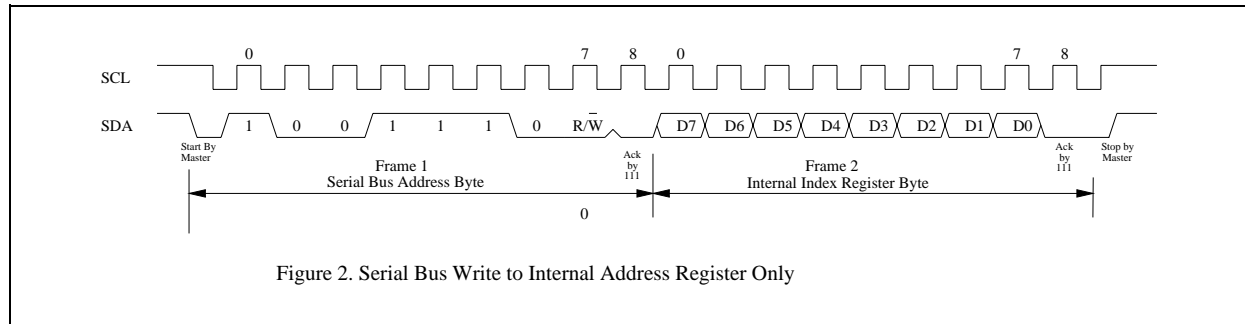 0 7 8 0 7 8
SCL
SDA 1 0 0 1 1 1 0 R/W̅ D7 D6 D5 D4 D3 D2 D1 D0
Start By
Master
Ack
by
111
Ack
by
111
Stop by
Master
Frame 1
Serial Bus Address Byte
Frame 2
Internal Index Register Byte
0
Figure 2. Serial Bus Write to Internal Address Register Only